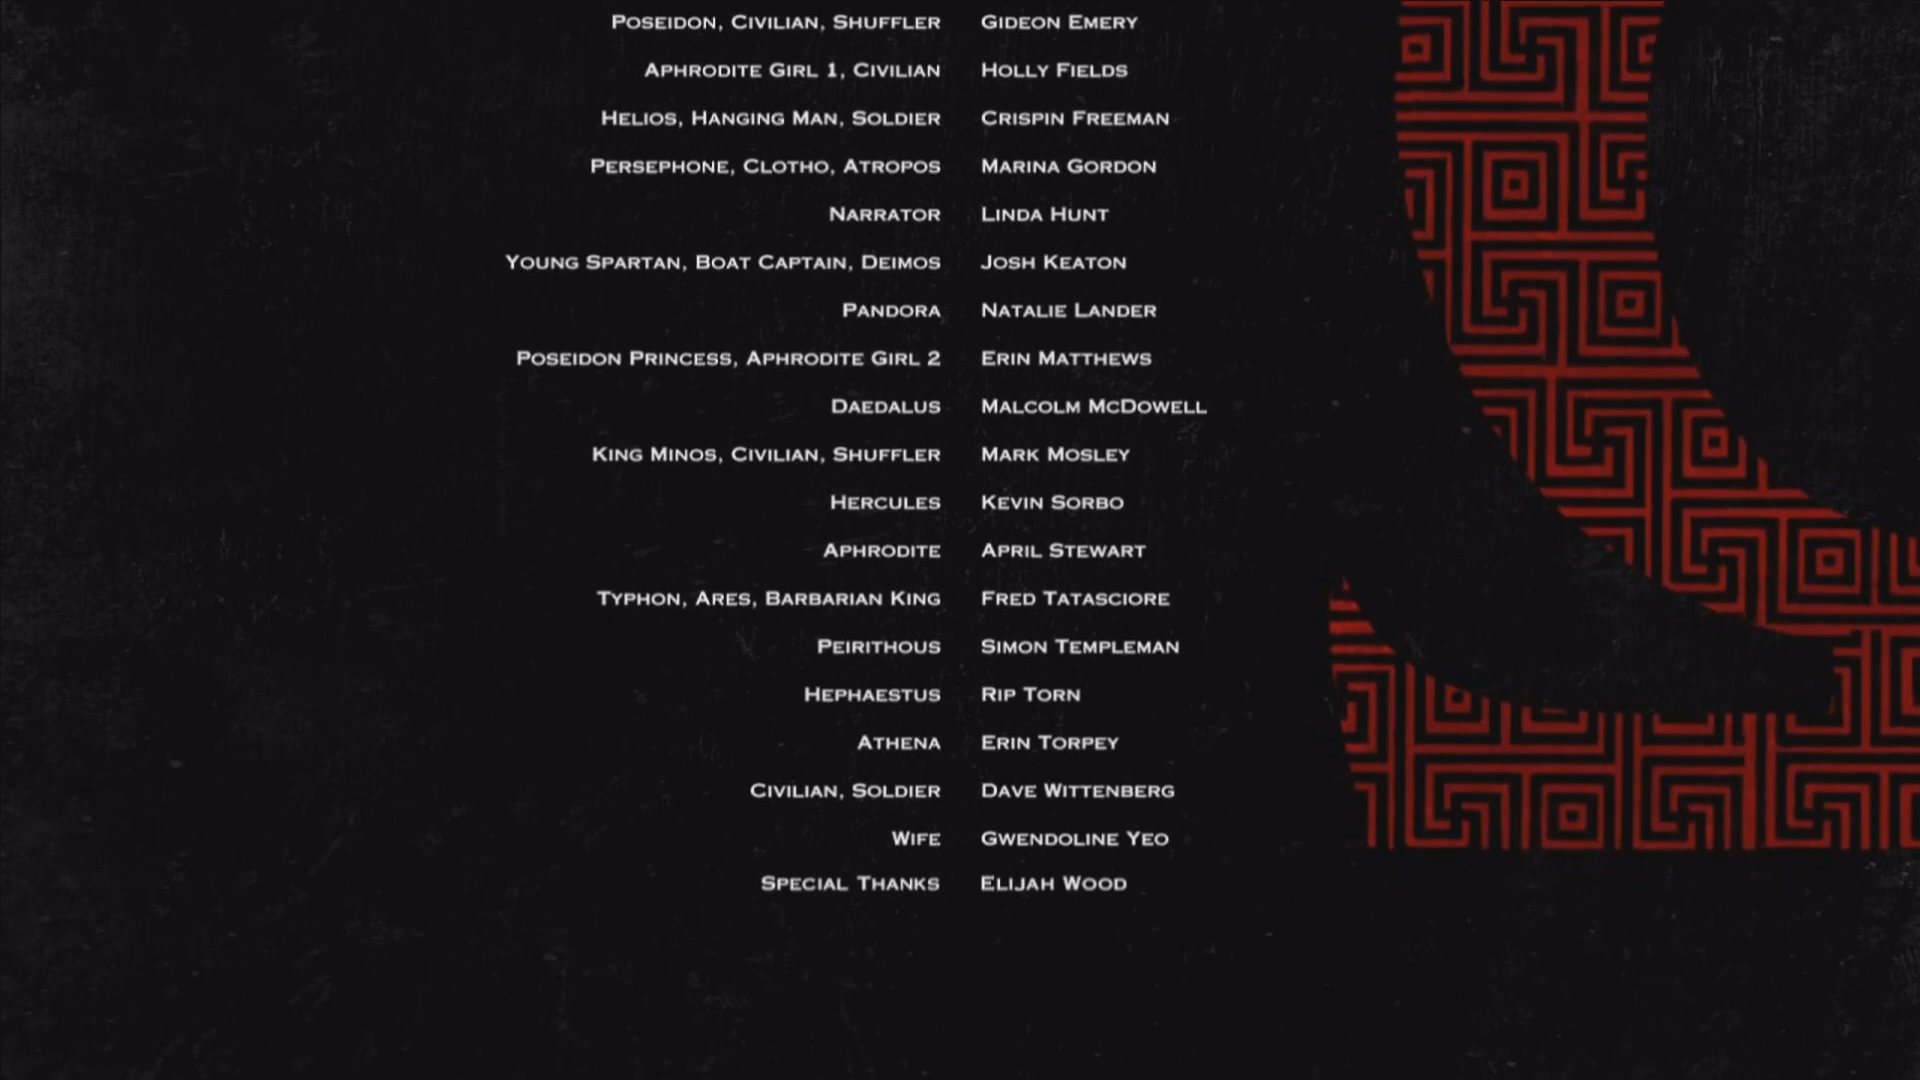 Poseidon, Civilian, Shuffler Gideon Emery
Aphrodite Girl 1, Civilian Holly Fields
Helios, Hanging Man, Soldier Crispin Freeman
Persephone, Clotho, Atropos Marina Gordon
Narrator Linda Hunt
Young Spartan, Boat Captain, Deimos Josh Keaton
Pandora Natalie Lander
Poseidon Princess, Aphrodite Girl 2 Erin Matthews
Daedalus Malcolm McDowell
King Minos, Civilian, Shuffler Mark Mosley
Hercules Kevin Sorbo
Aphrodite April Stewart
Typhon, Ares, Barbarian King Fred Tatasciore
Peirithous Simon Templeman
Hephaestus Rip Torn
Athena Erin Torpey
Civilian, Soldier Dave Wittenberg
Wife Gwendoline Yeo
Special Thanks Elijah Wood